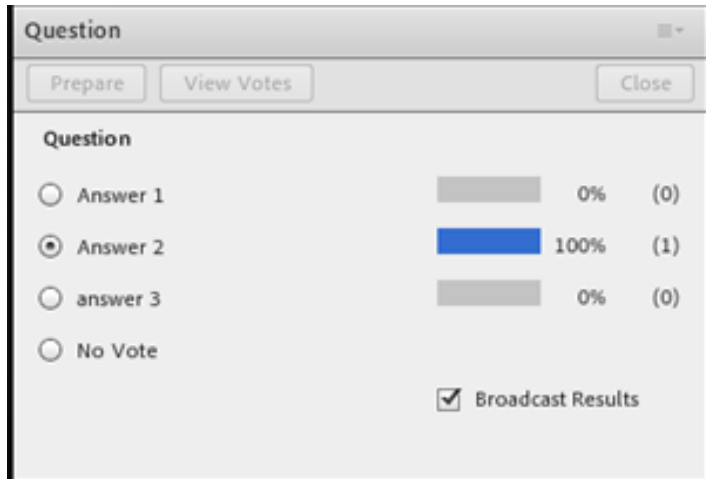 Question
Prepare View Votes Close
Question
Answer 1 0% (0)
Answer 2 100% (1)
answer 3 0% (0)
No Vote
Broadcast Results